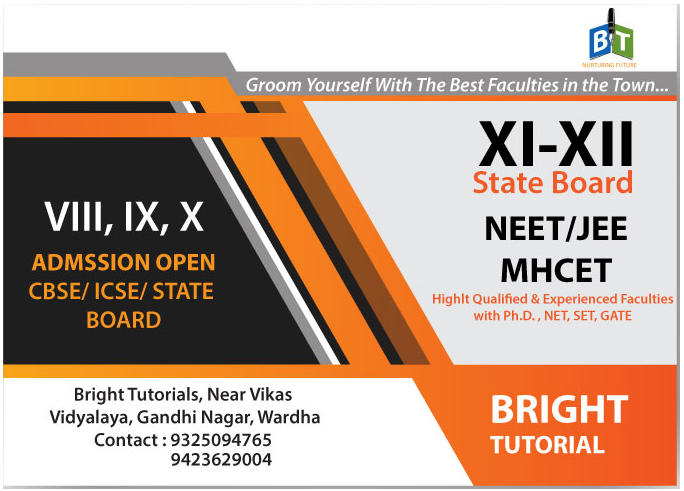 BT
NURTURING FUTURE
Groom Yourself With The Best Faculties in the Town...
VIII, IX, X
ADMSSION OPEN
CBSE/ ICSE/ STATE
BOARD
XI-XII
State Board
NEET/JEE
MHCET
Highlt Qualified & Experienced Faculties
with Ph.D. , NET, SET, GATE
Bright Tutorials, Near Vikas
Vidyalaya, Gandhi Nagar, Wardha
Contact : 9325094765
9423629004
BRIGHT
TUTORIAL